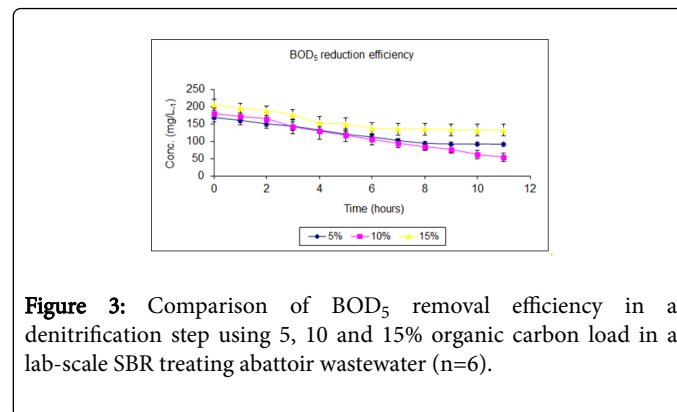 BOD₅ reduction efficiency
Conc. (mg/L₋₁)
250
200
150
100
50
0
0 2 4 6 8 10 12
Time (hours)
5% 10% 15%
Figure 3: Comparison of BOD₅ removal efficiency in a
denitrification step using 5, 10 and 15% organic carbon load in a
lab-scale SBR treating abattoir wastewater (n=6).